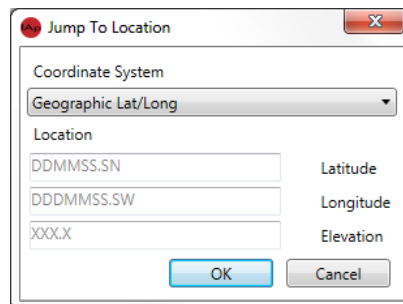 IAp Jump To Location
Coordinate System
Geographic Lat/Long
Location
DDMMSS.SN Latitude
DDDMMSS.SW Longitude
XXX.X Elevation
OK Cancel